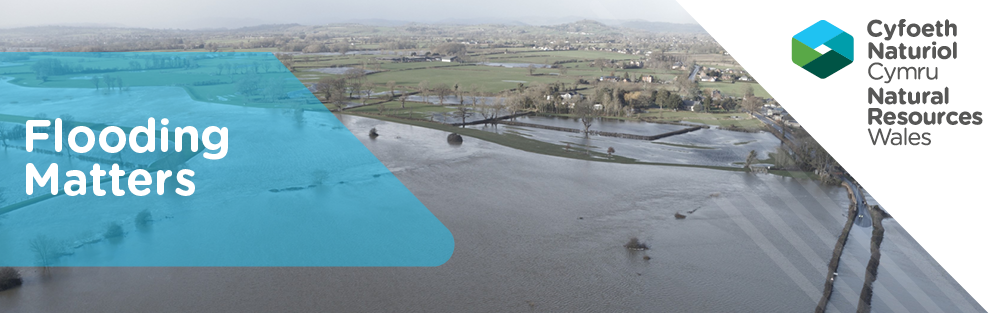 Flooding
Matters
Cyfoeth
Naturiol
Cymru
Natural
Resources
Wales